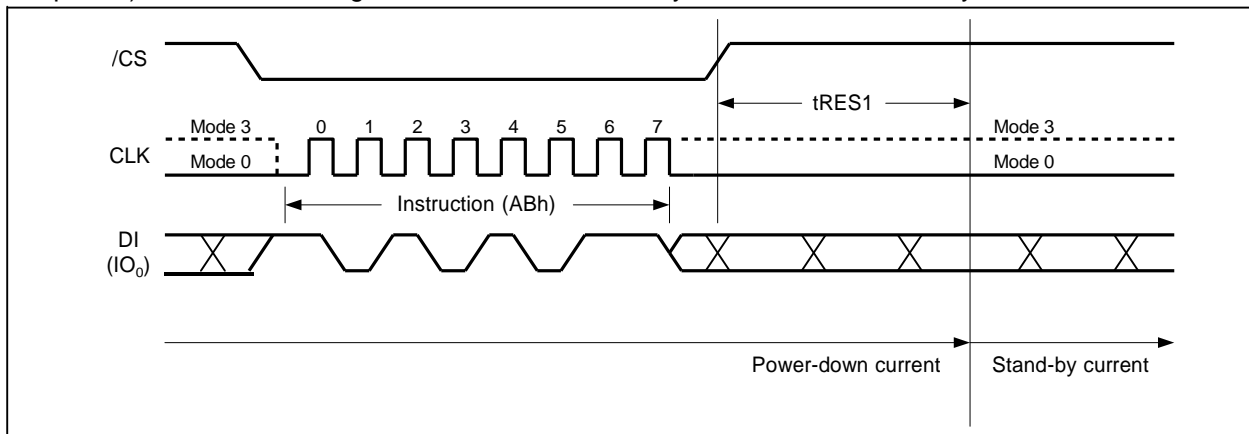 /CS
tRES1
Mode 3 0 1 2 3 4 5 6 7 Mode 3
CLK
Mode 0 Mode 0
Instruction (ABh)
DI
(IO₀)
Power-down current Stand-by current